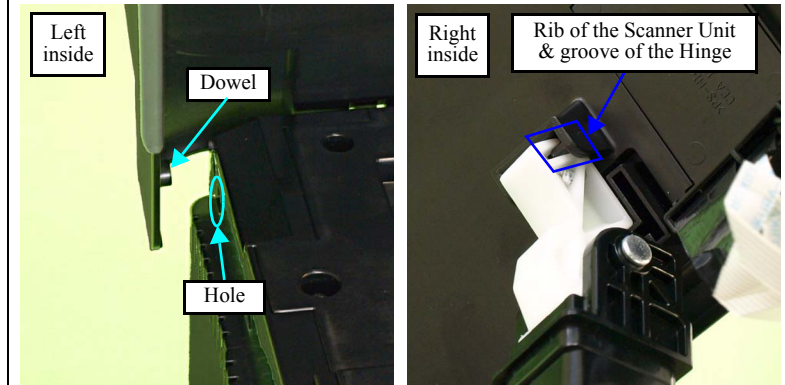 Left
inside
Dowel
Hole
Right
inside
Rib of the Scanner Unit
& groove of the Hinge